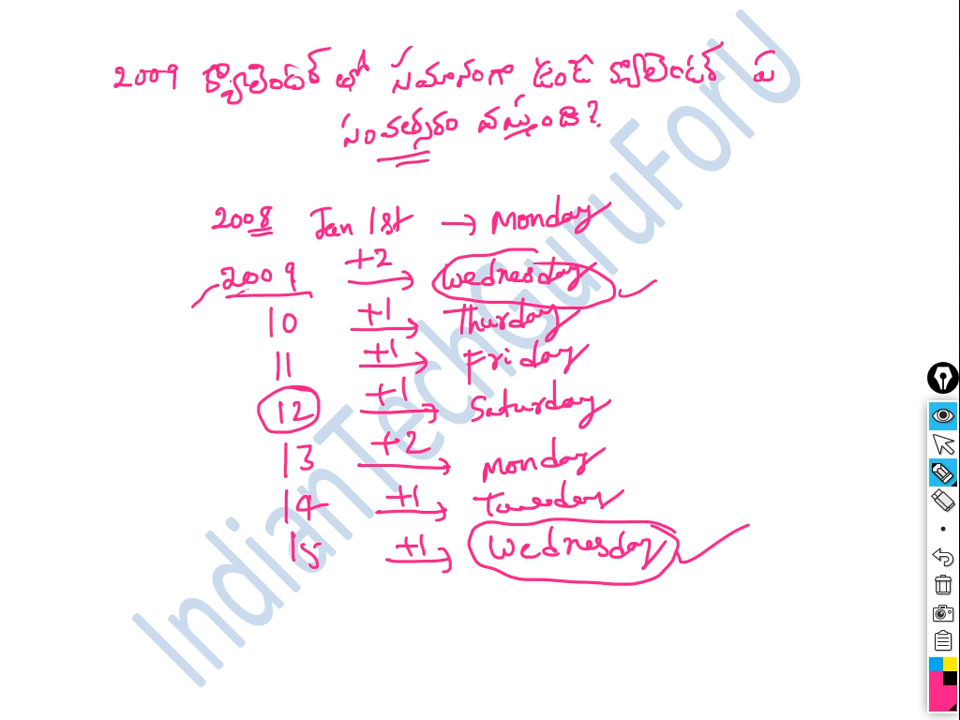 2009 క్యాలెండర్ తో సమానంగా ఉండే క్యాలెండర్ ఏ
సంవత్సరం వస్తుంది?
2008 Jan 1st → Monday
2009 +2 → Wednesday
10 +1 → Thurday
11 +1 → Friday
12 +1 → Saturday
13 +2 → Monday
14 +1 → Tuesday
15 +1 → Wednesday
IndianTechGuruForU